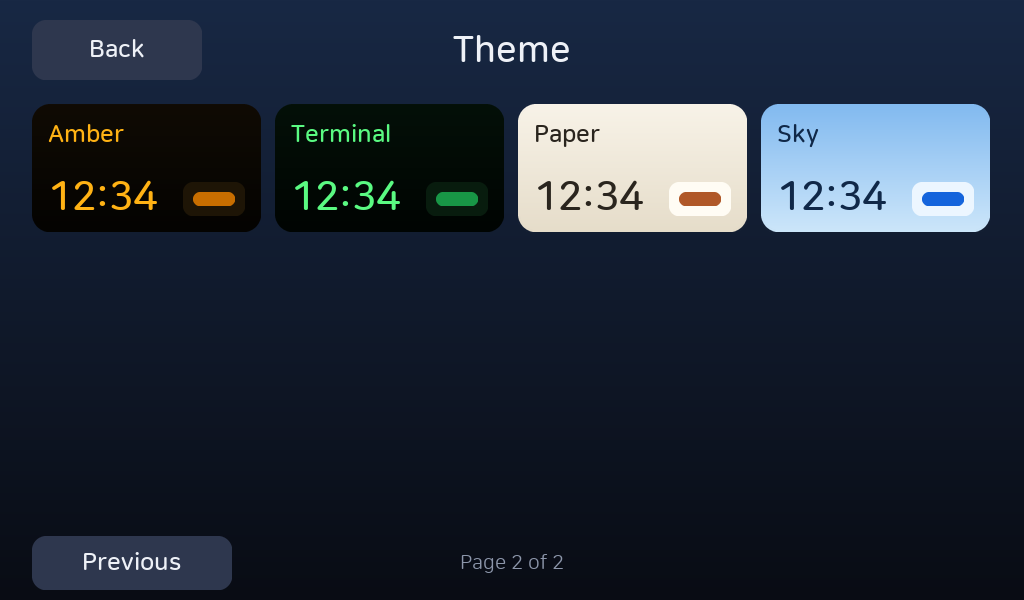 Back
Theme
Amber
12:34
Terminal
12:34
Paper
12:34
Sky
12:34
Previous
Page 2 of 2